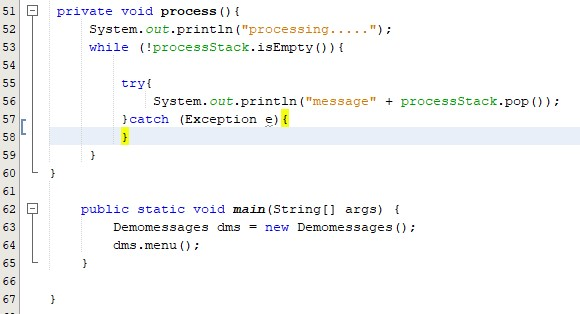 51 private void process(){
52 System.out.println("processing.....");
53 while (!processStack.isEmpty()){
54
55 try{
56 System.out.println("message" + processStack.pop());
57 }catch (Exception e){
58 }
59 }
60 }
61
62 public static void main(String[] args) {
63 Demomessages dms = new Demomessages();
64 dms.menu();
65 }
66
67 }